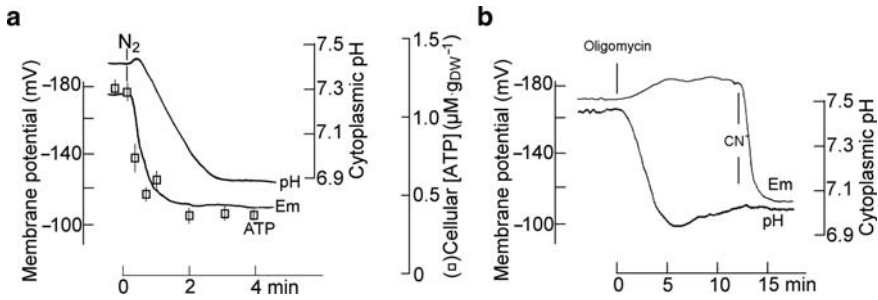 a
N₂
Membrane potential (mV)
-180
-140
-100
7.5
7.3
7.1
6.9
Cytoplasmic pH
pH
Em
ATP
0 2 4 min
1.5
1
0.5
0
(□)Cellular [ATP] (µM·gDW⁻¹)
b
Oligomycin
Membrane potential (mV)
-180
-140
-100
CN⁻
Em
pH
7.5
7.3
7.1
6.9
Cytoplasmic pH
0 5 10 15 min